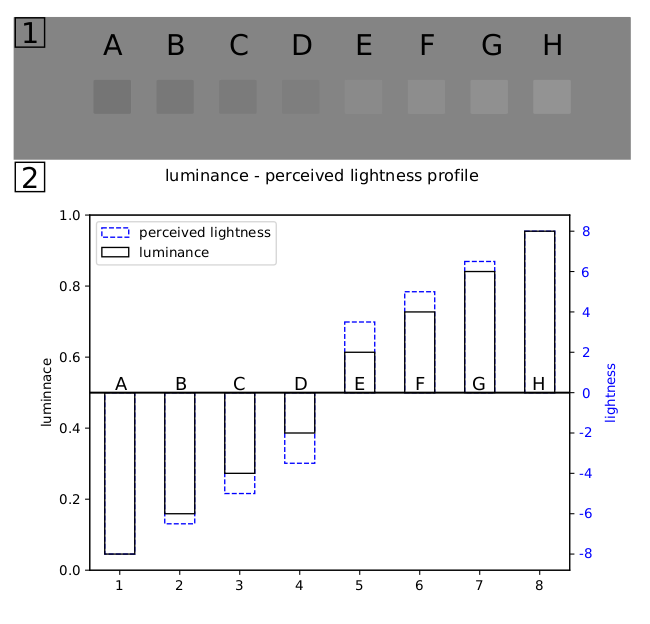 1
A B C D E F G H
2
luminance - perceived lightness profile
perceived lightness
luminance
1.0
0.8
0.6
0.4
0.2
0.0
luminnace
8
6
4
2
0
-2
-4
-6
-8
lightness
A B C D E F G H
1 2 3 4 5 6 7 8